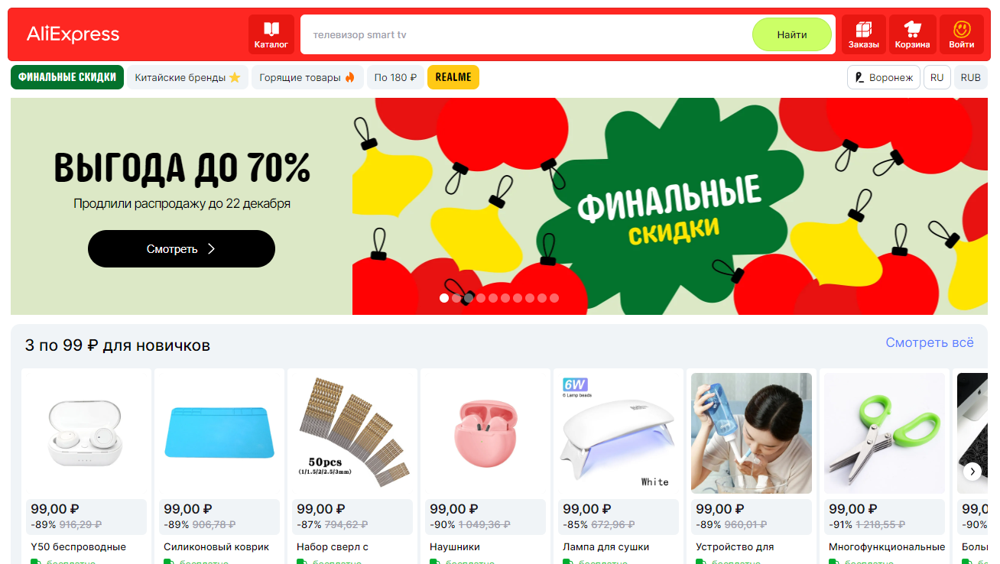 AliExpress
Каталог
телевизор smart tv
Найти
Заказы
Корзина
Войти
ФИНАЛЬНЫЕ СКИДКИ
Китайские бренды
Горящие товары
По 180 ₽
REALME
Воронеж
RU
RUB
ВЫГОДА ДО 70%
Продлили распродажу до 22 декабря
Смотреть
ФИНАЛЬНЫЕ
СКИДКИ
3 по 99 ₽ для новичков
Смотреть всё
50pcs
(1/1.5/2/2.5/3mm)
6W
6 Lamp beads
White
99,00 ₽
-89% 916,29 ₽
Y50 беспроводные
бесплатно
99,00 ₽
-89% 906,78 ₽
Силиконовый коврик
бесплатно
99,00 ₽
-87% 794,62 ₽
Набор сверл с
бесплатно
99,00 ₽
-90% 1 049,36 ₽
Наушники
бесплатно
99,00 ₽
-85% 672,96 ₽
Лампа для сушки
бесплатно
99,00 ₽
-89% 960,01 ₽
Устройство для
бесплатно
99,00 ₽
-91% 1 218,55 ₽
Многофункциональные
бесплатно
99,0
-90%
Боль